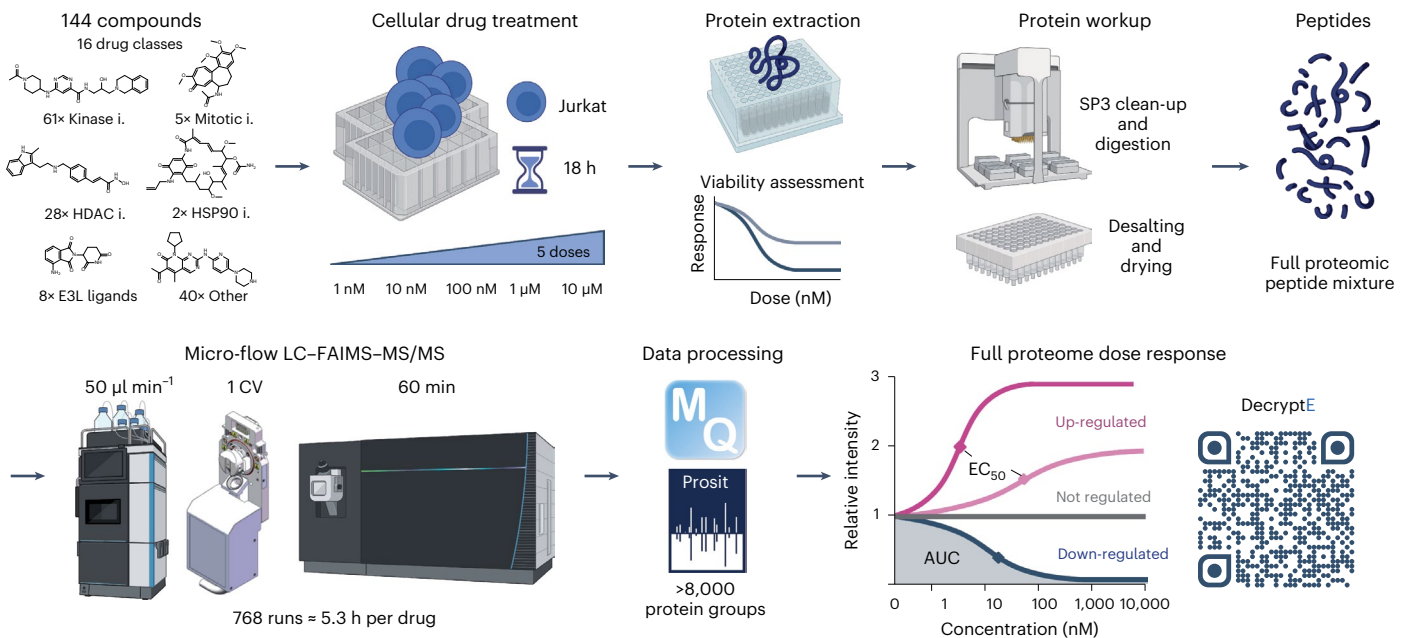 144 compounds
16 drug classes
61× Kinase i.
5× Mitotic i.
28× HDAC i.
2× HSP90 i.
8× E3L ligands
40× Other
Cellular drug treatment
Jurkat
18 h
5 doses
1 nM 10 nM 100 nM 1 µM 10 µM
Protein extraction
Viability assessment
Response
Dose (nM)
Protein workup
SP3 clean-up
and
digestion
Desalting
and
drying
Peptides
Full proteomic
peptide mixture
Micro-flow LC–FAIMS–MS/MS
50 µl min⁻¹
1 CV
60 min
768 runs ≈ 5.3 h per drug
Data processing
MQ
Prosit
>8,000
protein groups
Full proteome dose response
Relative intensity
3
2
1
Up-regulated
EC₅₀
Not regulated
AUC
Down-regulated
0 1 10 100 1,000 10,000
Concentration (nM)
DecryptE